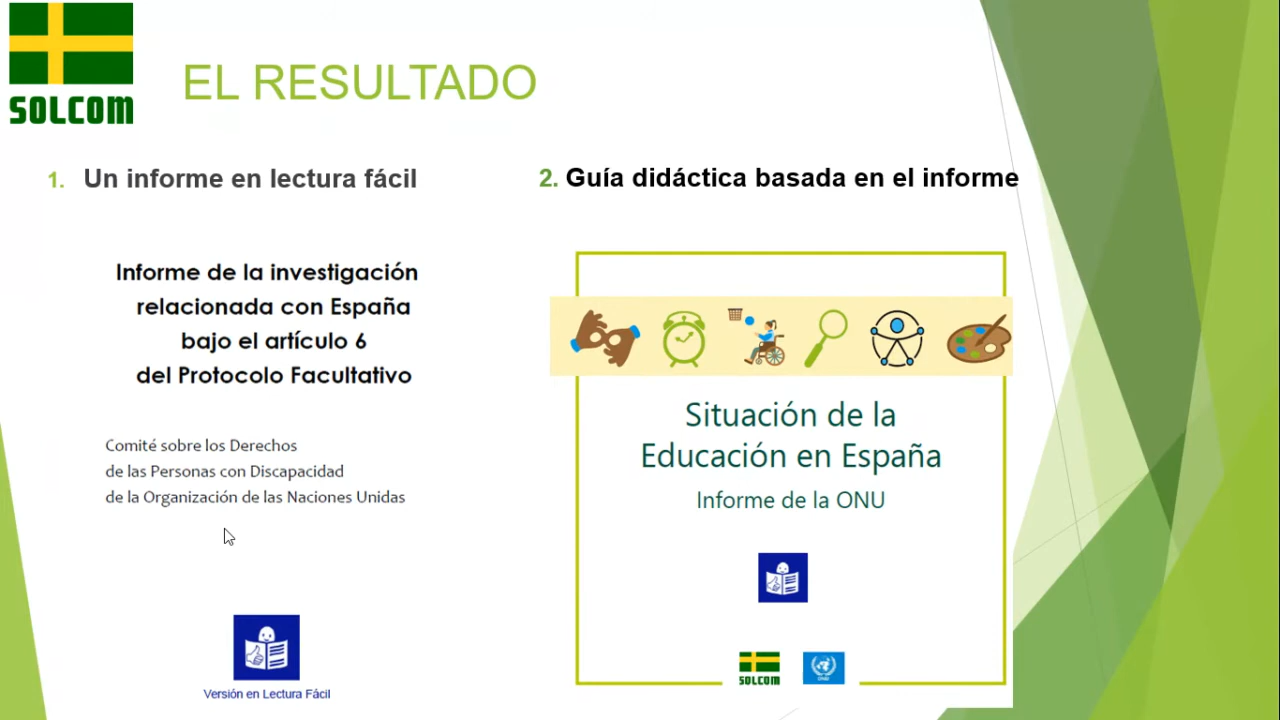 SOLCOM
EL RESULTADO
1. Un informe en lectura fácil
Informe de la investigación
relacionada con España
bajo el artículo 6
del Protocolo Facultativo
Comité sobre los Derechos
de las Personas con Discapacidad
de la Organización de las Naciones Unidas
Versión en Lectura Fácil
2. Guía didáctica basada en el informe
Situación de la
Educación en España
Informe de la ONU
SOLCOM
ONU